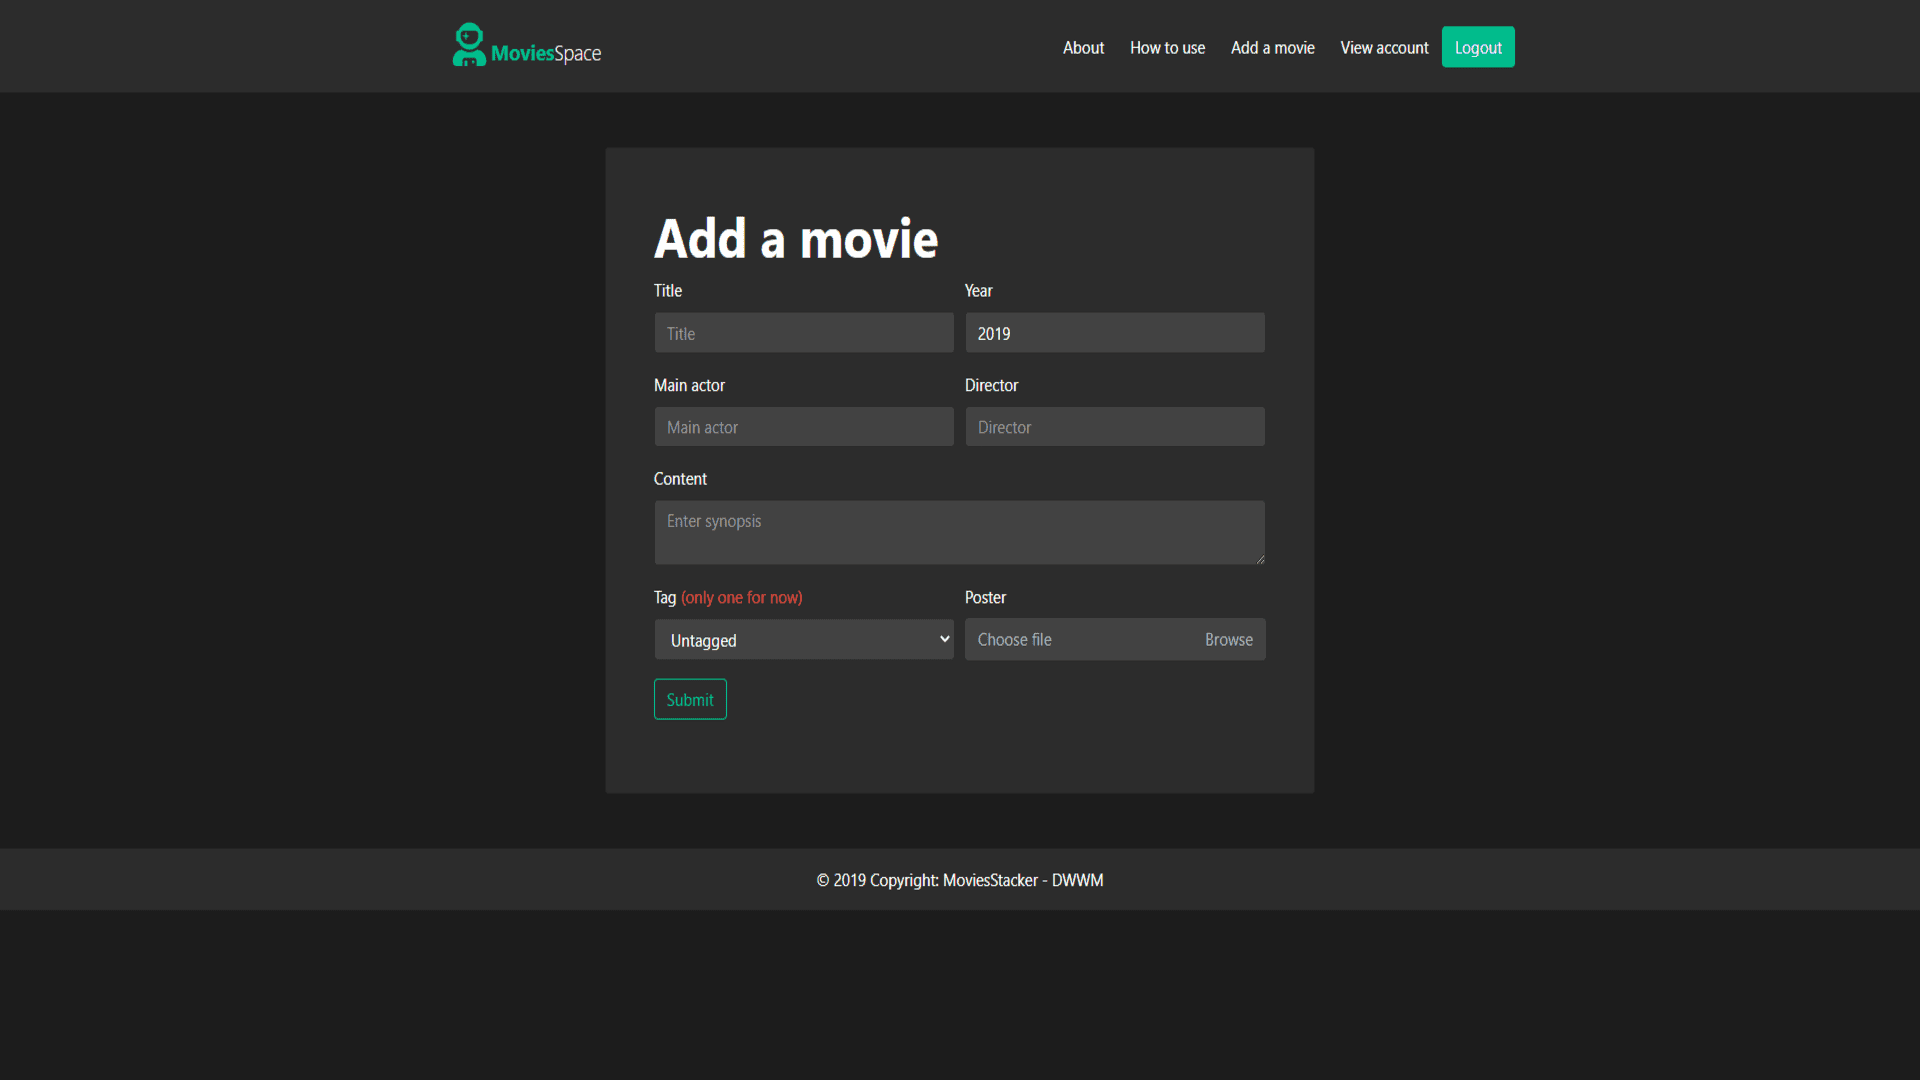 MoviesSpace
About How to use Add a movie View account Logout
Add a movie
Title Year
Title 2019
Main actor Director
Main actor Director
Content
Enter synopsis
Tag (only one for now) Poster
Untagged Choose file Browse
Submit
© 2019 Copyright: MoviesStacker - DWWM